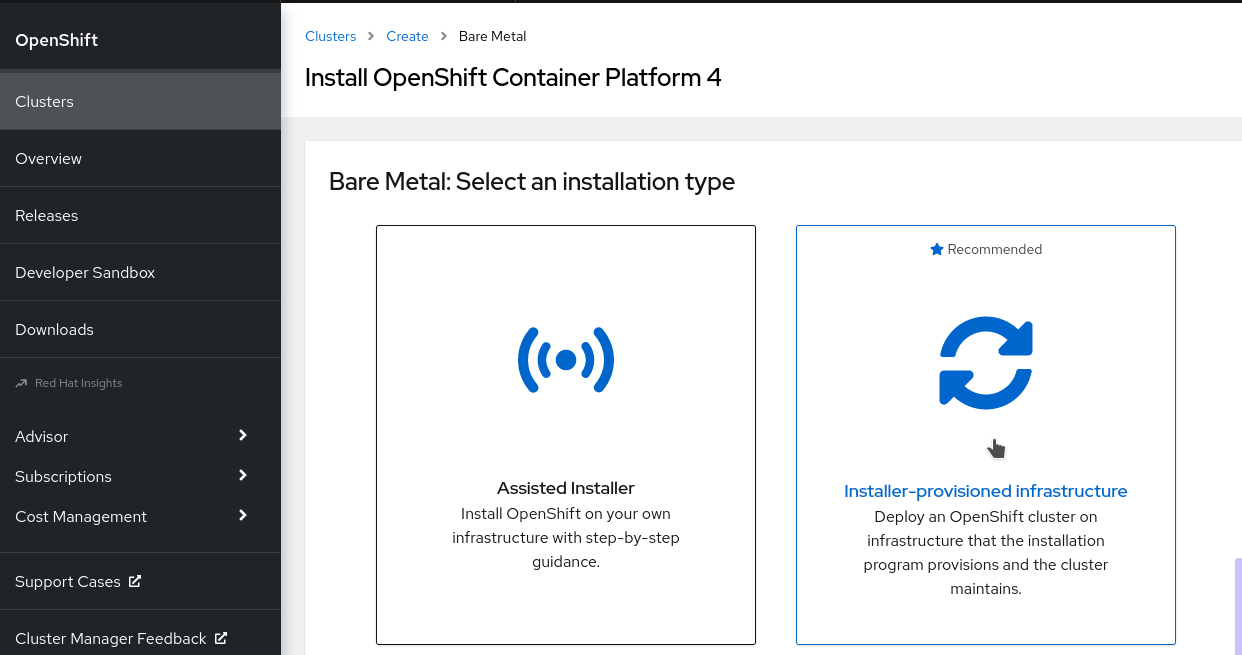 OpenShift
Clusters
Overview
Releases
Developer Sandbox
Downloads
Red Hat Insights
Advisor
Subscriptions
Cost Management
Support Cases
Cluster Manager Feedback
Clusters > Create > Bare Metal
Install OpenShift Container Platform 4
Bare Metal: Select an installation type
Assisted Installer
Install OpenShift on your own
infrastructure with step-by-step
guidance.
Recommended
Installer-provisioned infrastructure
Deploy an OpenShift cluster on
infrastructure that the installation
program provisions and the cluster
maintains.